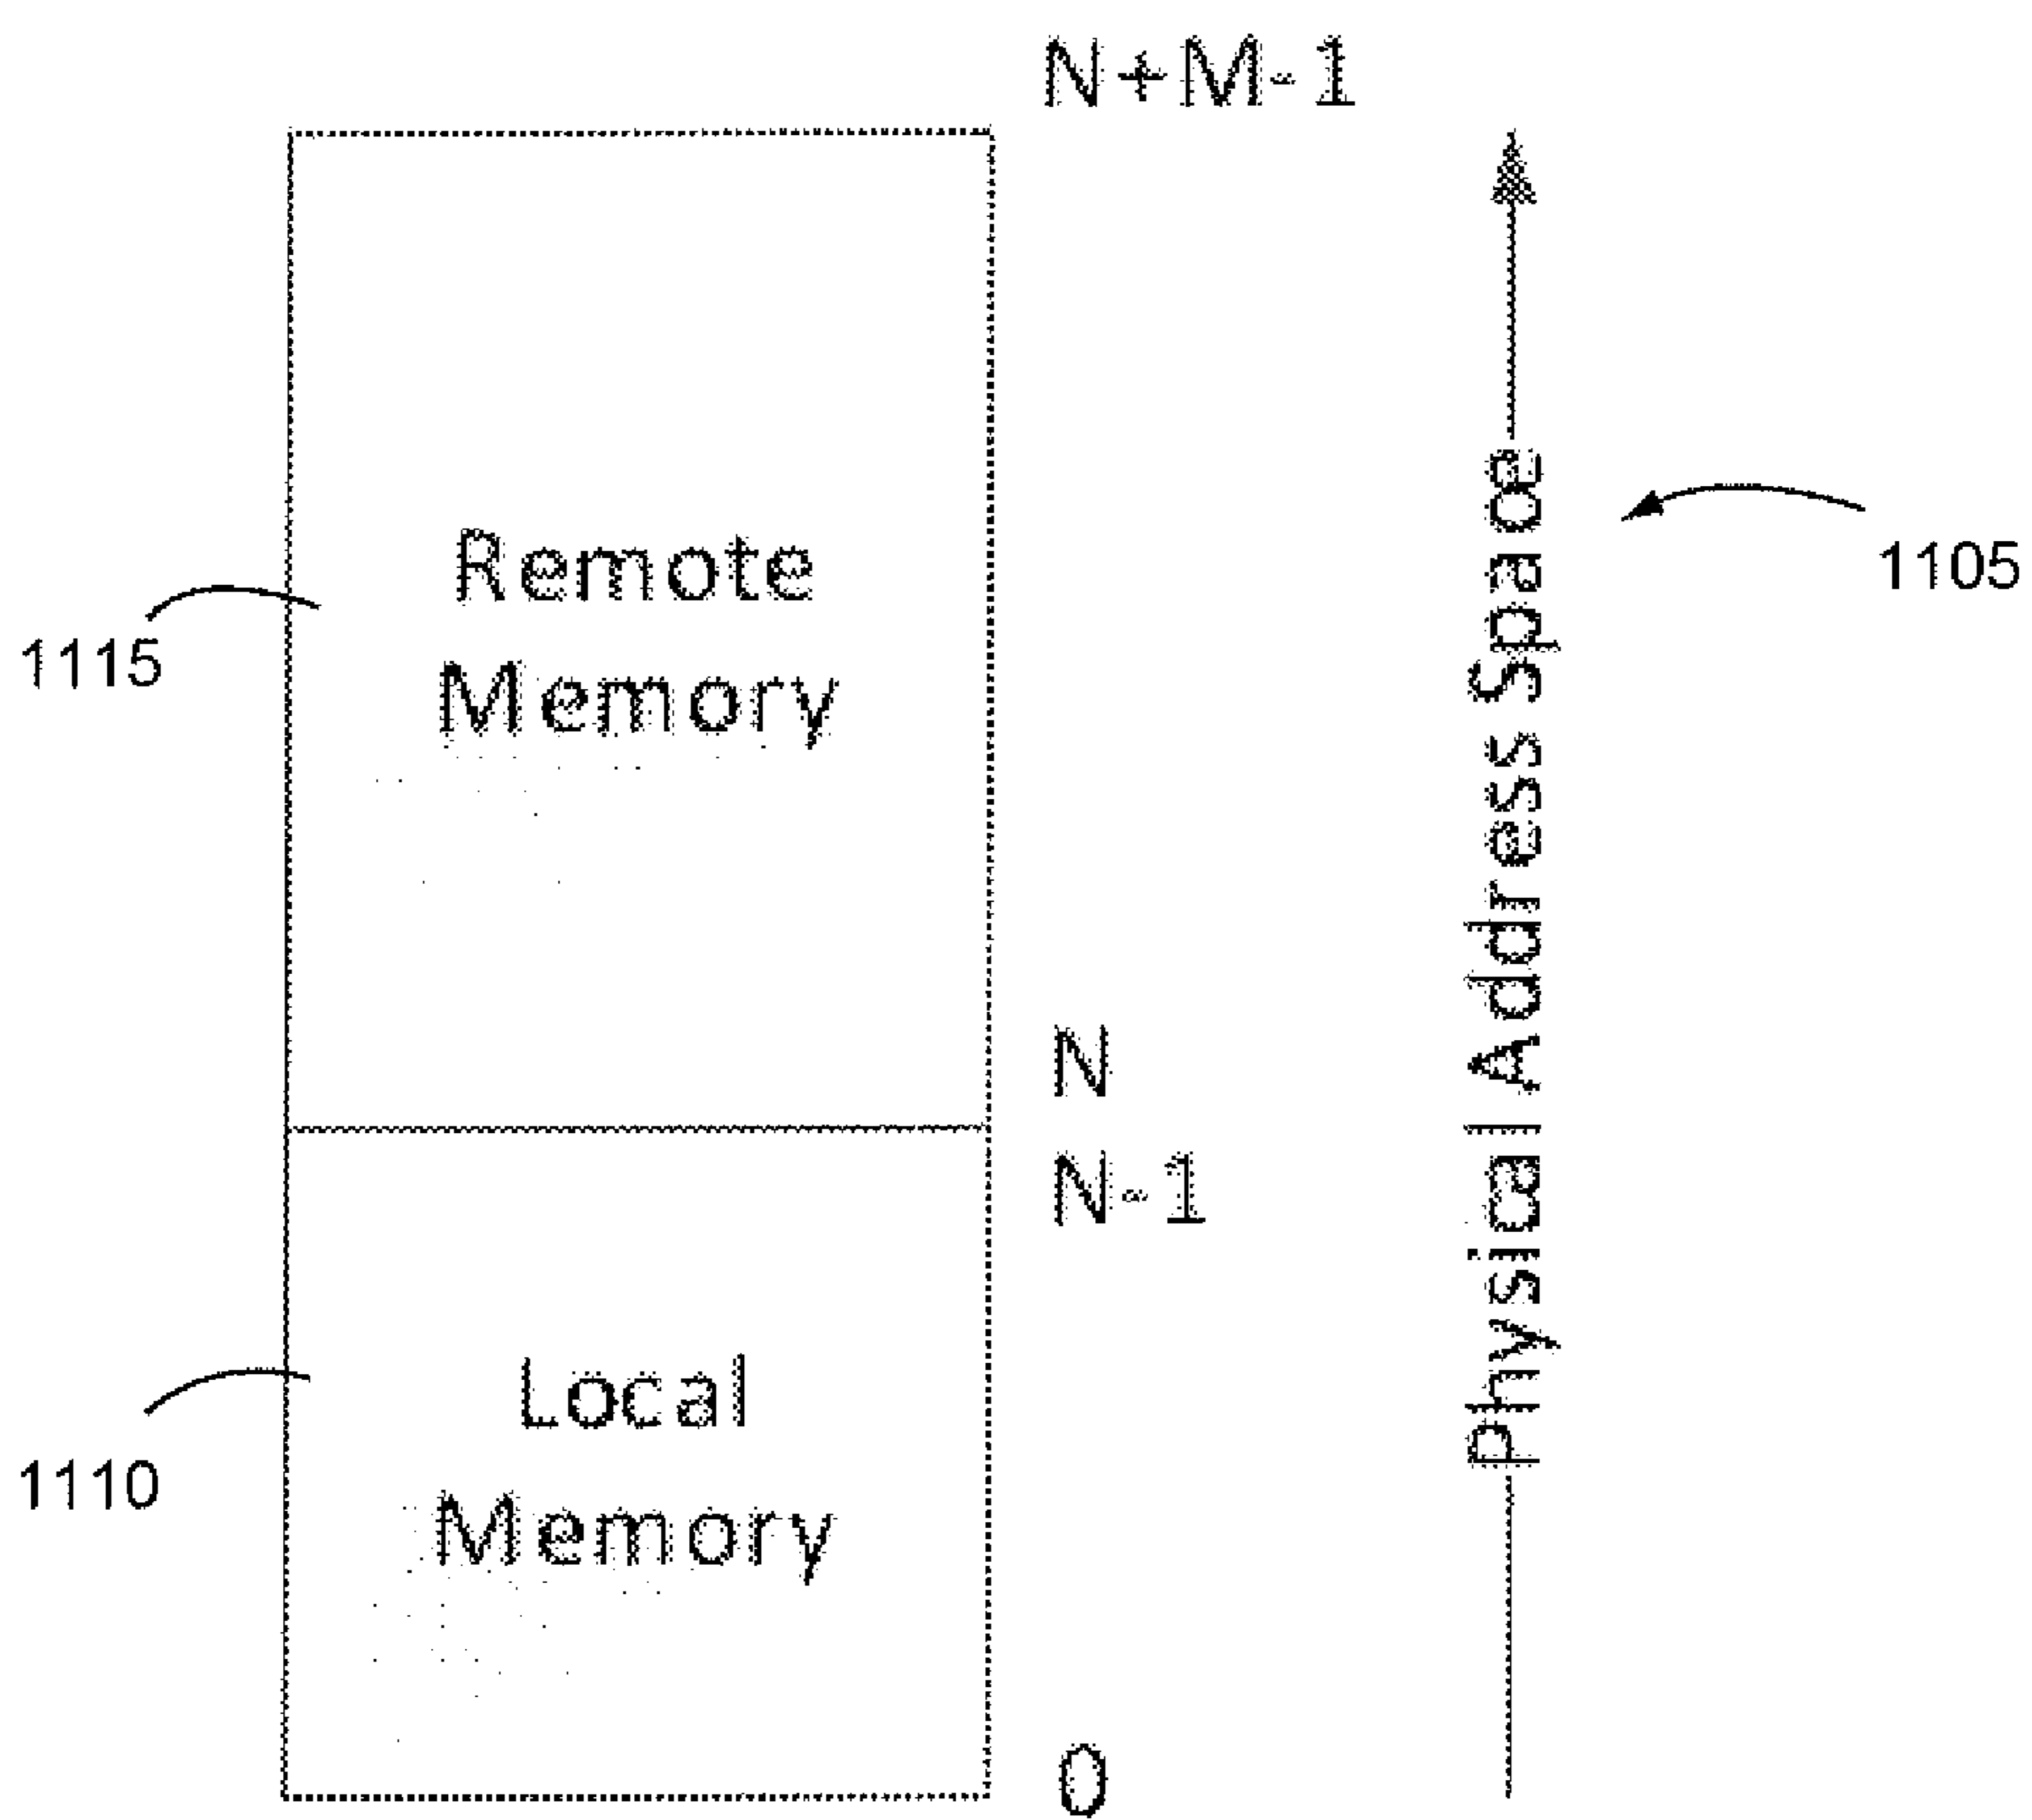 N+M-1
Remote
Memory
1115
Physical Address Space
1105
N
N-1
Local
Memory
1110
0